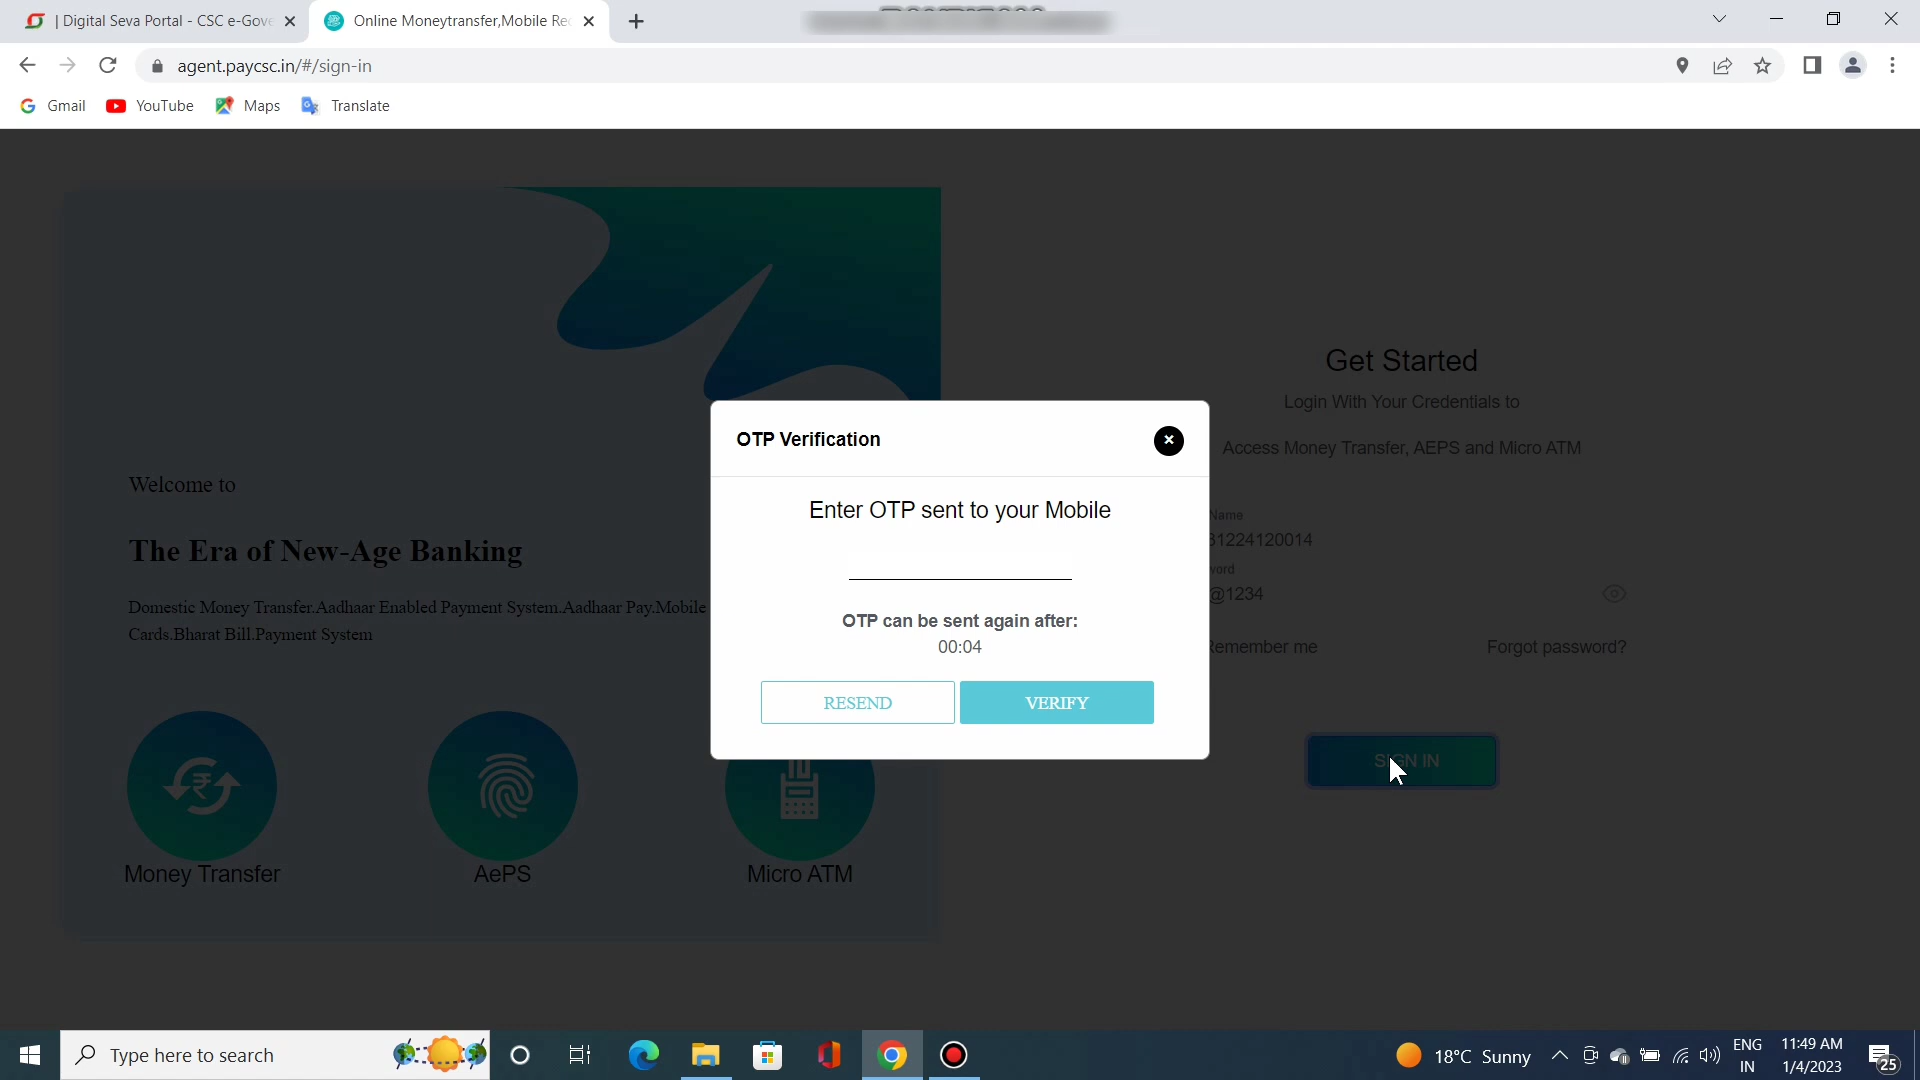 | Digital Seva Portal - CSC e-Gove
Online Moneytransfer,Mobile Re
agent.paycsc.in/#/sign-in
Gmail
YouTube
Maps
Translate
Welcome to
The Era of New-Age Banking
Domestic Money Transfer.Aadhaar Enabled Payment System.Aadhaar Pay.Mobile
Cards.Bharat Bill.Payment System
Money Transfer
AePS
Micro ATM
OTP Verification
Enter OTP sent to your Mobile
OTP can be sent again after:
00:04
RESEND
VERIFY
Get Started
Login With Your Credentials to
Access Money Transfer, AEPS and Micro ATM
Name
31224120014
word
@1234
Remember me
Forgot password?
SIGN IN
Type here to search
18°C Sunny
ENG
IN
11:49 AM
1/4/2023
25